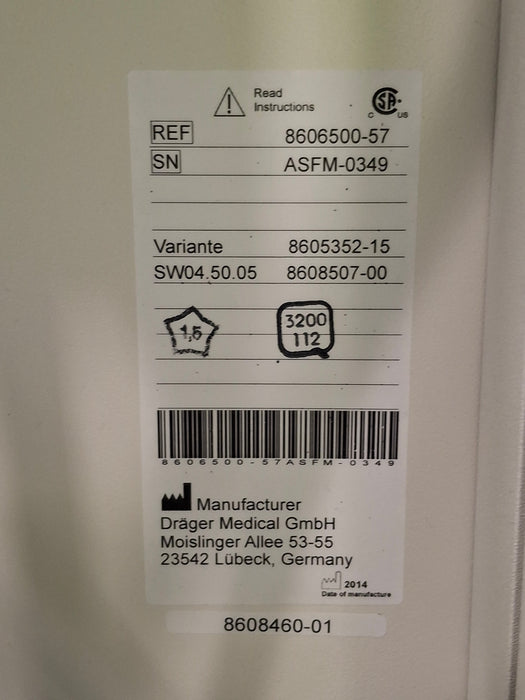 Read
Instructions
C SA US
REF 8606500-57
SN ASFM-0349
Variante 8605352-15
SW04.50.05 8608507-00
1,5
3200
112
8606500-57ASFM-0349
Manufacturer
Dräger Medical GmbH
Moislinger Allee 53-55
23542 Lübeck, Germany
2014
Date of manufacture
8608460-01